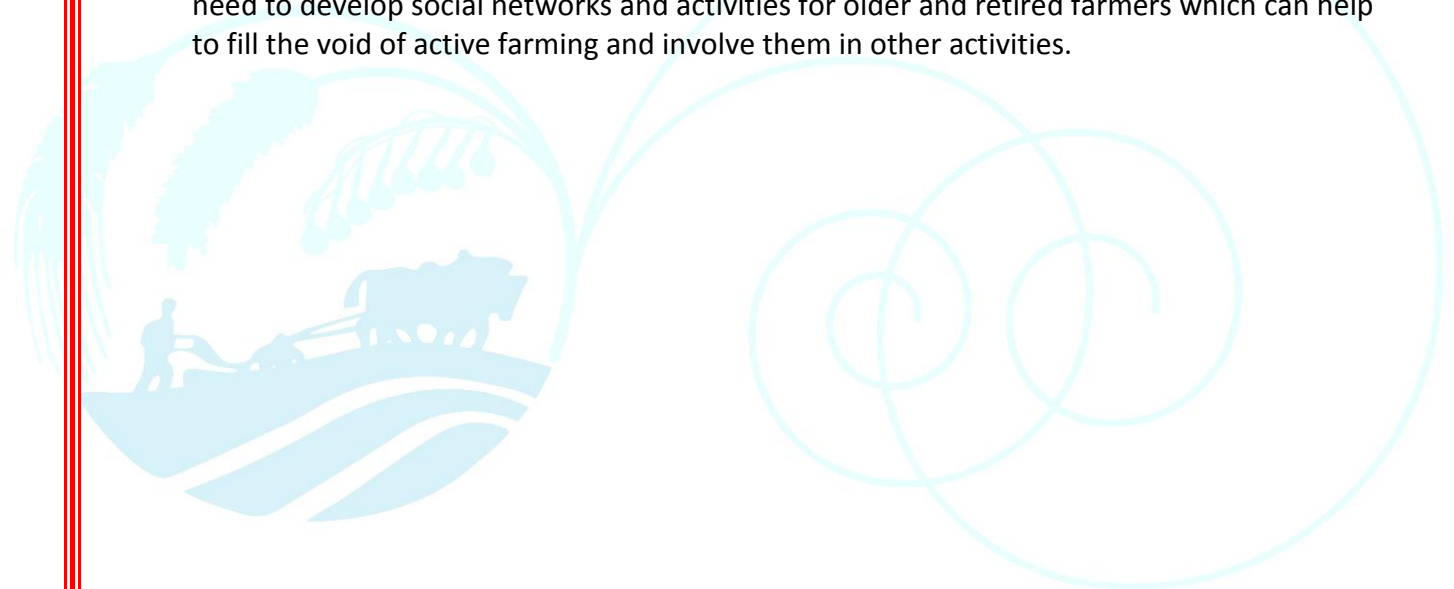 need to develop social networks and activities for older and retired farmers which can help
to fill the void of active farming and involve them in other activities.